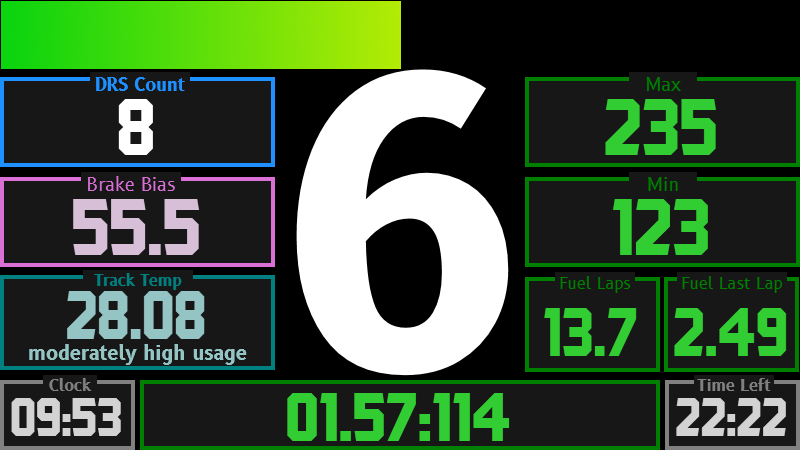 DRS Count
8
Brake Bias
55.5
Track Temp
28.08
moderately high usage
6
Max
235
Min
123
Fuel Laps
13.7
Fuel Last Lap
2.49
Clock
09:53
01.57:114
Time Left
22:22